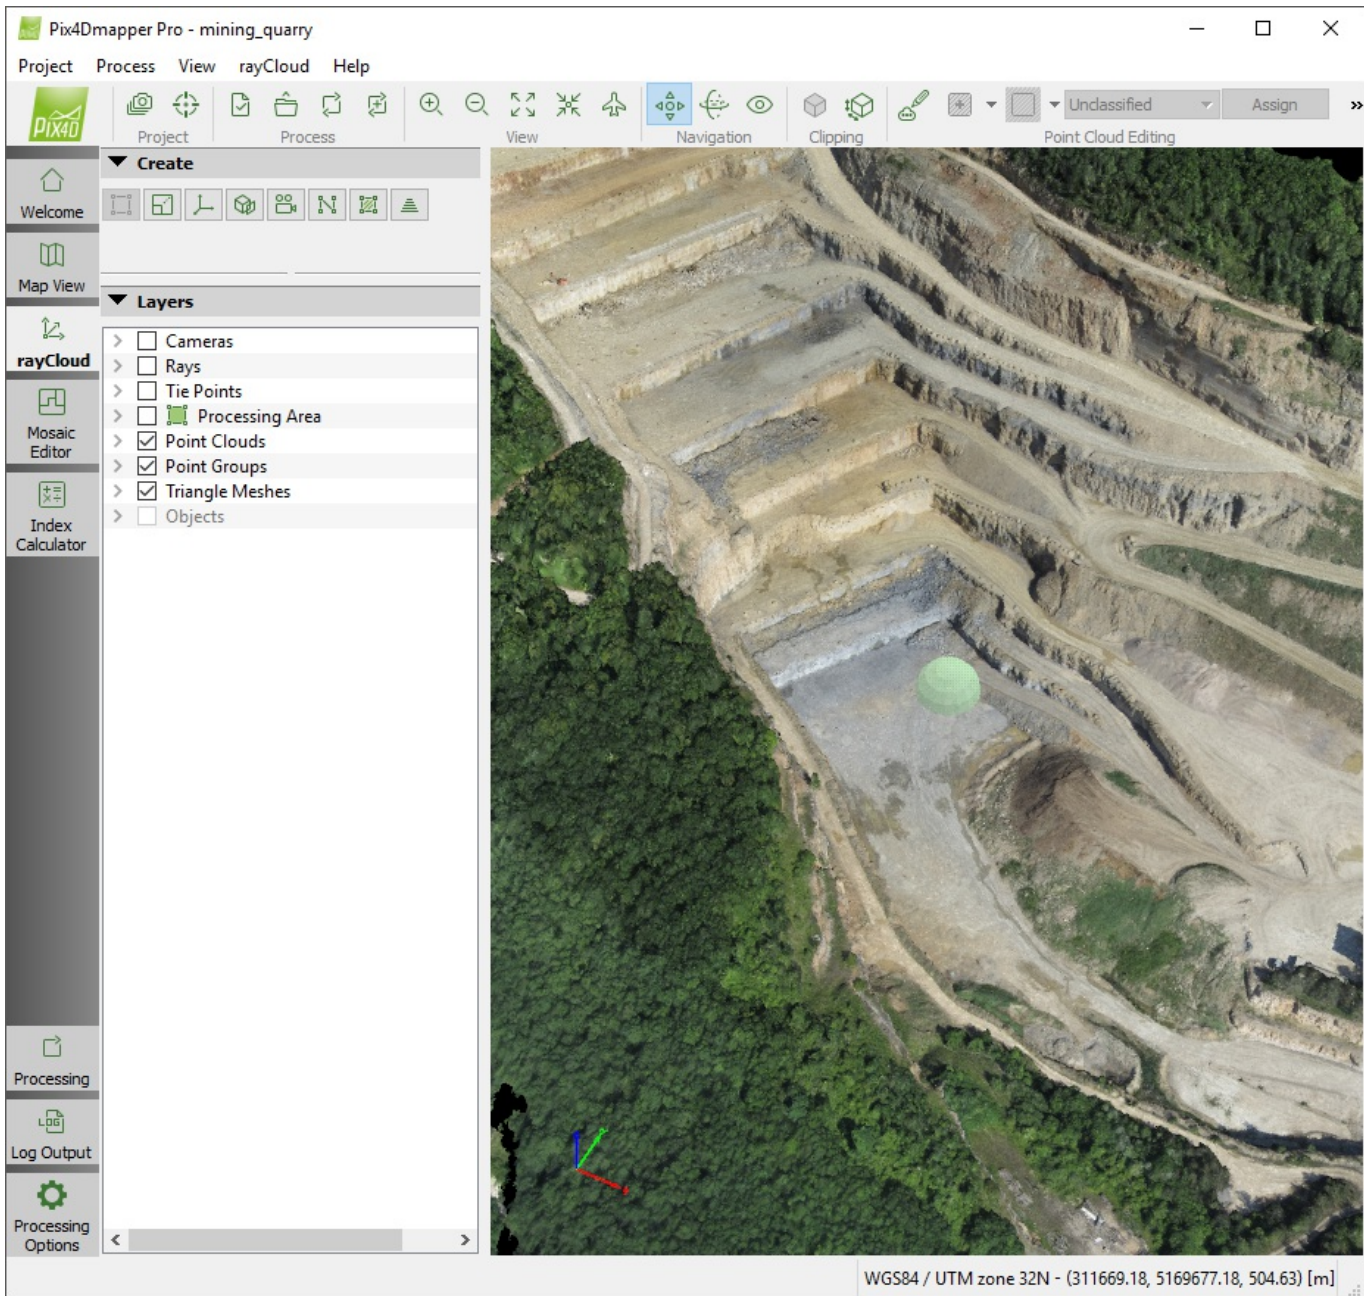 Pix4Dmapper Pro - mining_quarry
Project Process View rayCloud Help
PIX4D
Unclassified Assign »
Project Process View Navigation Clipping Point Cloud Editing
Welcome
Map View
rayCloud
Mosaic
Editor
Index
Calculator
Processing
LOG
Log Output
Processing
Options
Create
Layers
Cameras
Rays
Tie Points
Processing Area
Point Clouds
Point Groups
Triangle Meshes
Objects
WGS84 / UTM zone 32N - (311669.18, 5169677.18, 504.63) [m]